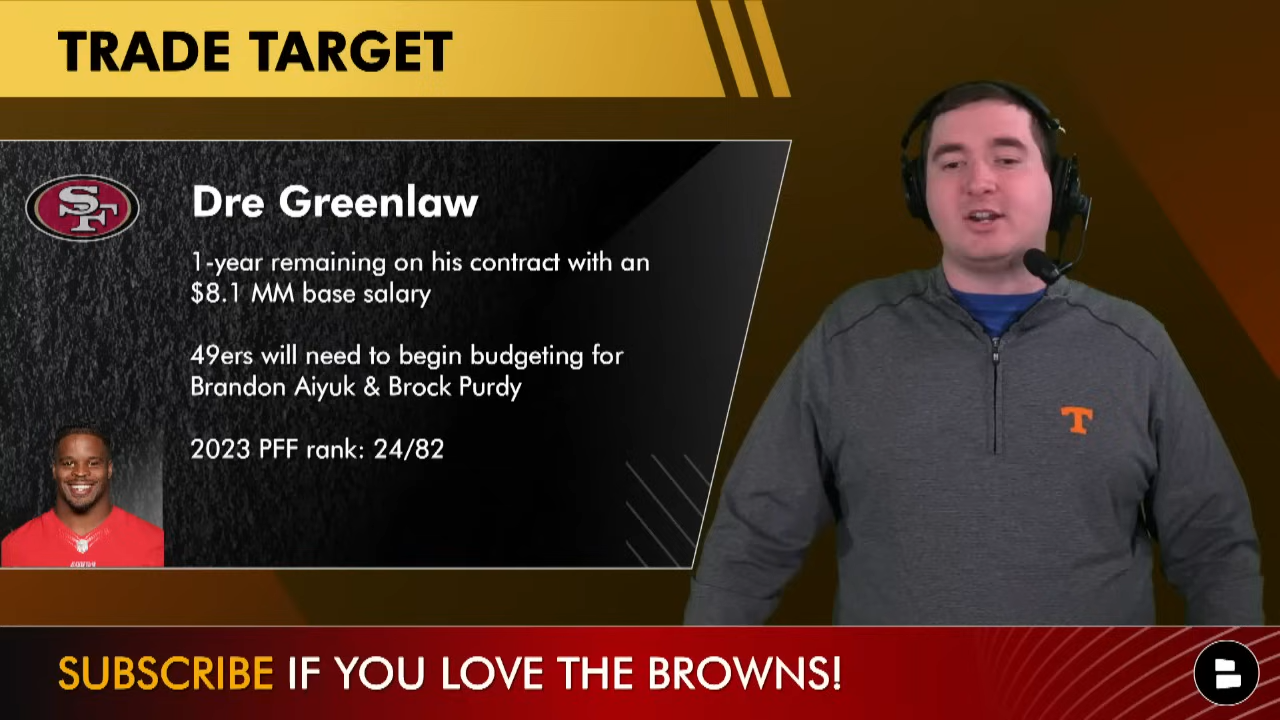 TRADE TARGET
SF
Dre Greenlaw
1-year remaining on his contract with an
$8.1 MM base salary
49ers will need to begin budgeting for
Brandon Aiyuk & Brock Purdy
2023 PFF rank: 24/82
T
SUBSCRIBE IF YOU LOVE THE BROWNS!